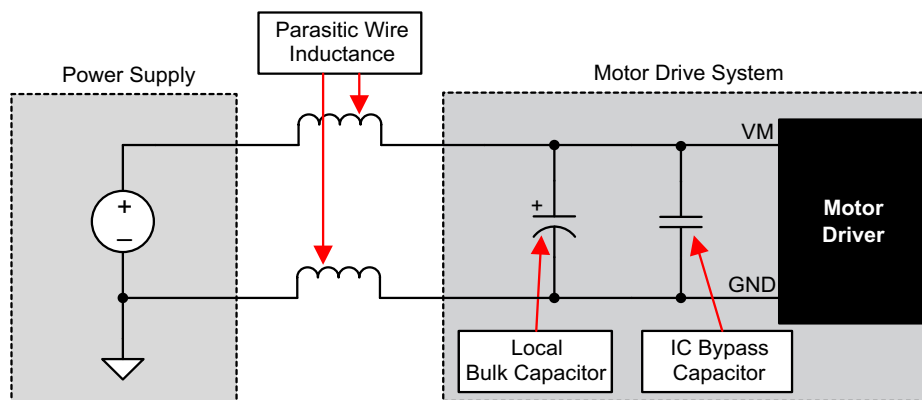 Parasitic Wire
Inductance
Power Supply
Motor Drive System
VM
+
+
–
Motor
Driver
GND
Local
Bulk Capacitor
IC Bypass
Capacitor